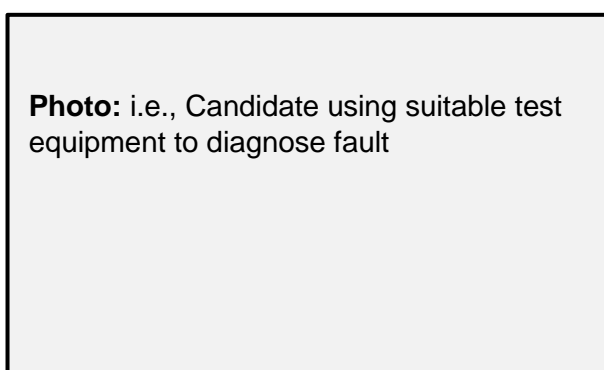 Photo: i.e., Candidate using suitable test
equipment to diagnose fault